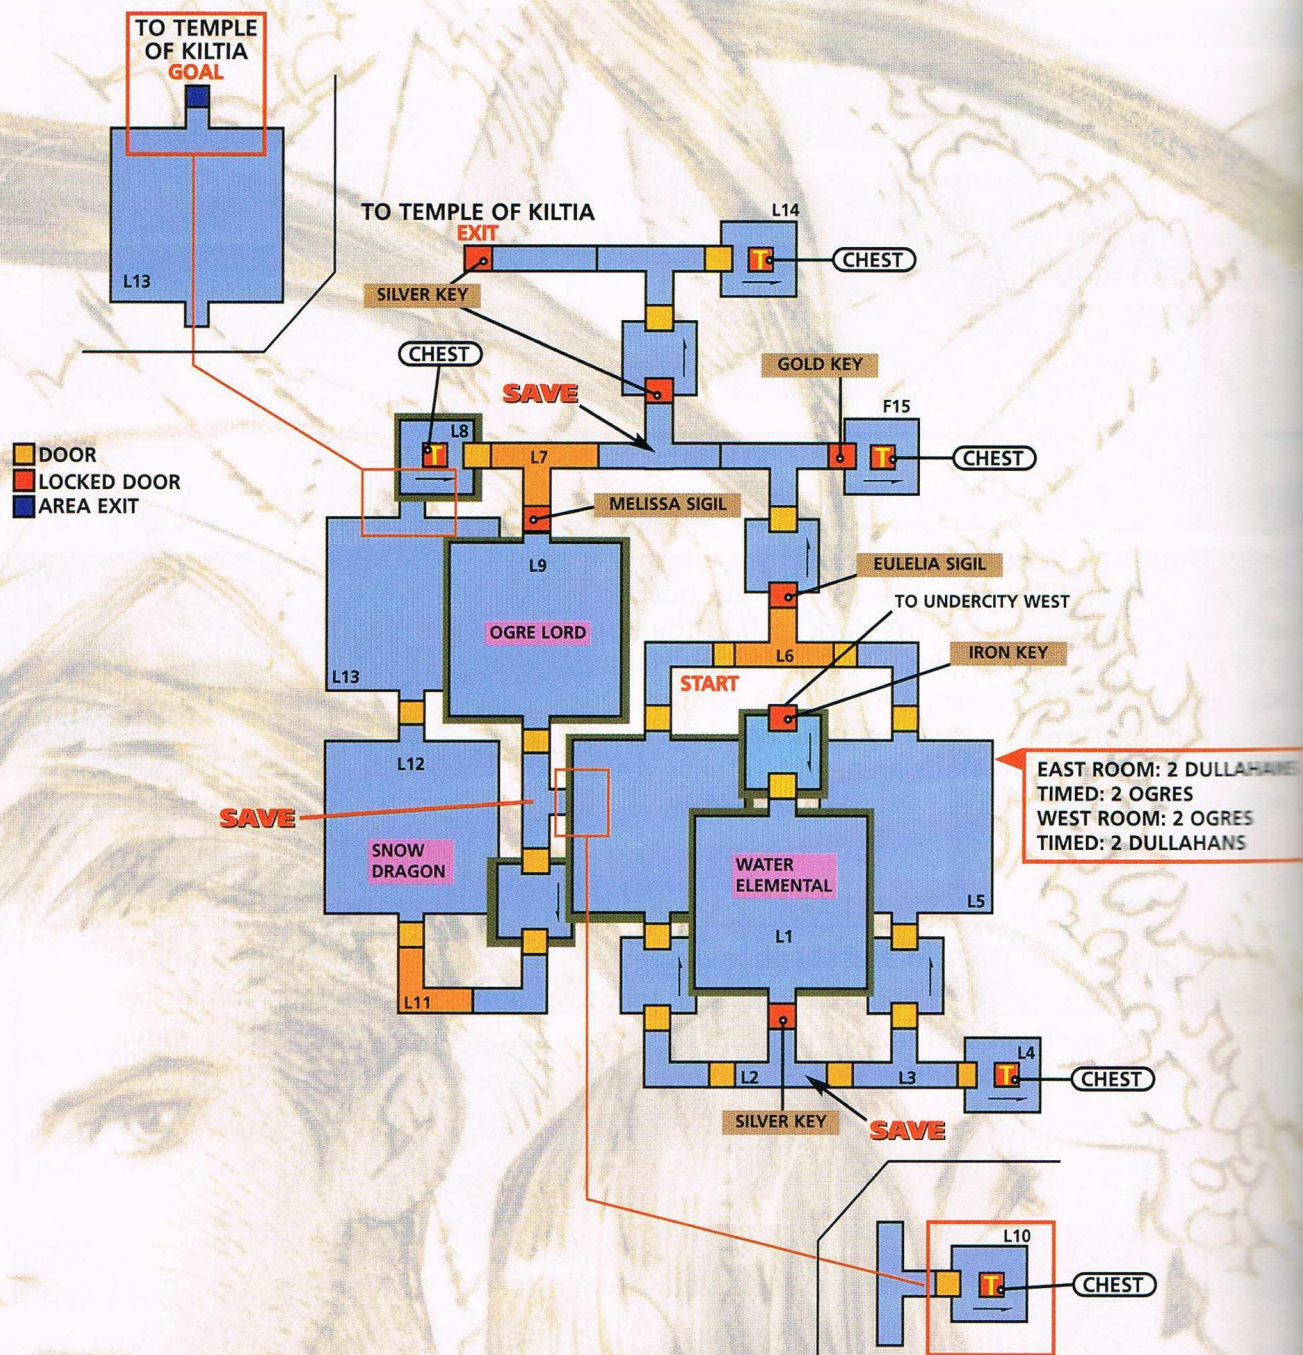 TO TEMPLE
OF KILTIA
GOAL
L13
TO TEMPLE OF KILTIA
EXIT
L14
T
CHEST
SILVER KEY
CHEST
SAVE
GOLD KEY
F15
L8
T
L7
T
CHEST
DOOR
LOCKED DOOR
AREA EXIT
MELISSA SIGIL
L9
EULELIA SIGIL
TO UNDERCITY WEST
OGRE LORD
L6
IRON KEY
L13
START
L12
EAST ROOM: 2 DULLAHANS
TIMED: 2 OGRES
WEST ROOM: 2 OGRES
TIMED: 2 DULLAHANS
SAVE
SNOW
DRAGON
WATER
ELEMENTAL
L5
L1
L11
L4
L2
L3
T
CHEST
SILVER KEY
SAVE
L10
T
CHEST